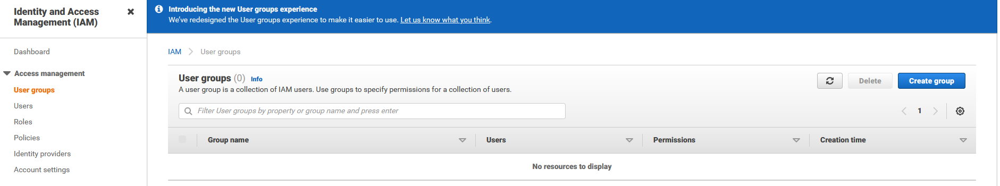 Identity and Access
Management (IAM)
Dashboard
Access management
User groups
Users
Roles
Policies
Identity providers
Account settings
Introducing the new User groups experience
We've redesigned the User groups experience to make it easier to use. Let us know what you think.
IAM User groups
User groups (0) Info
A user group is a collection of IAM users. Use groups to specify permissions for a collection of users.
Delete
Create group
Filter User groups by property or group name and press enter
1
Group name Users Permissions Creation time
No resources to display